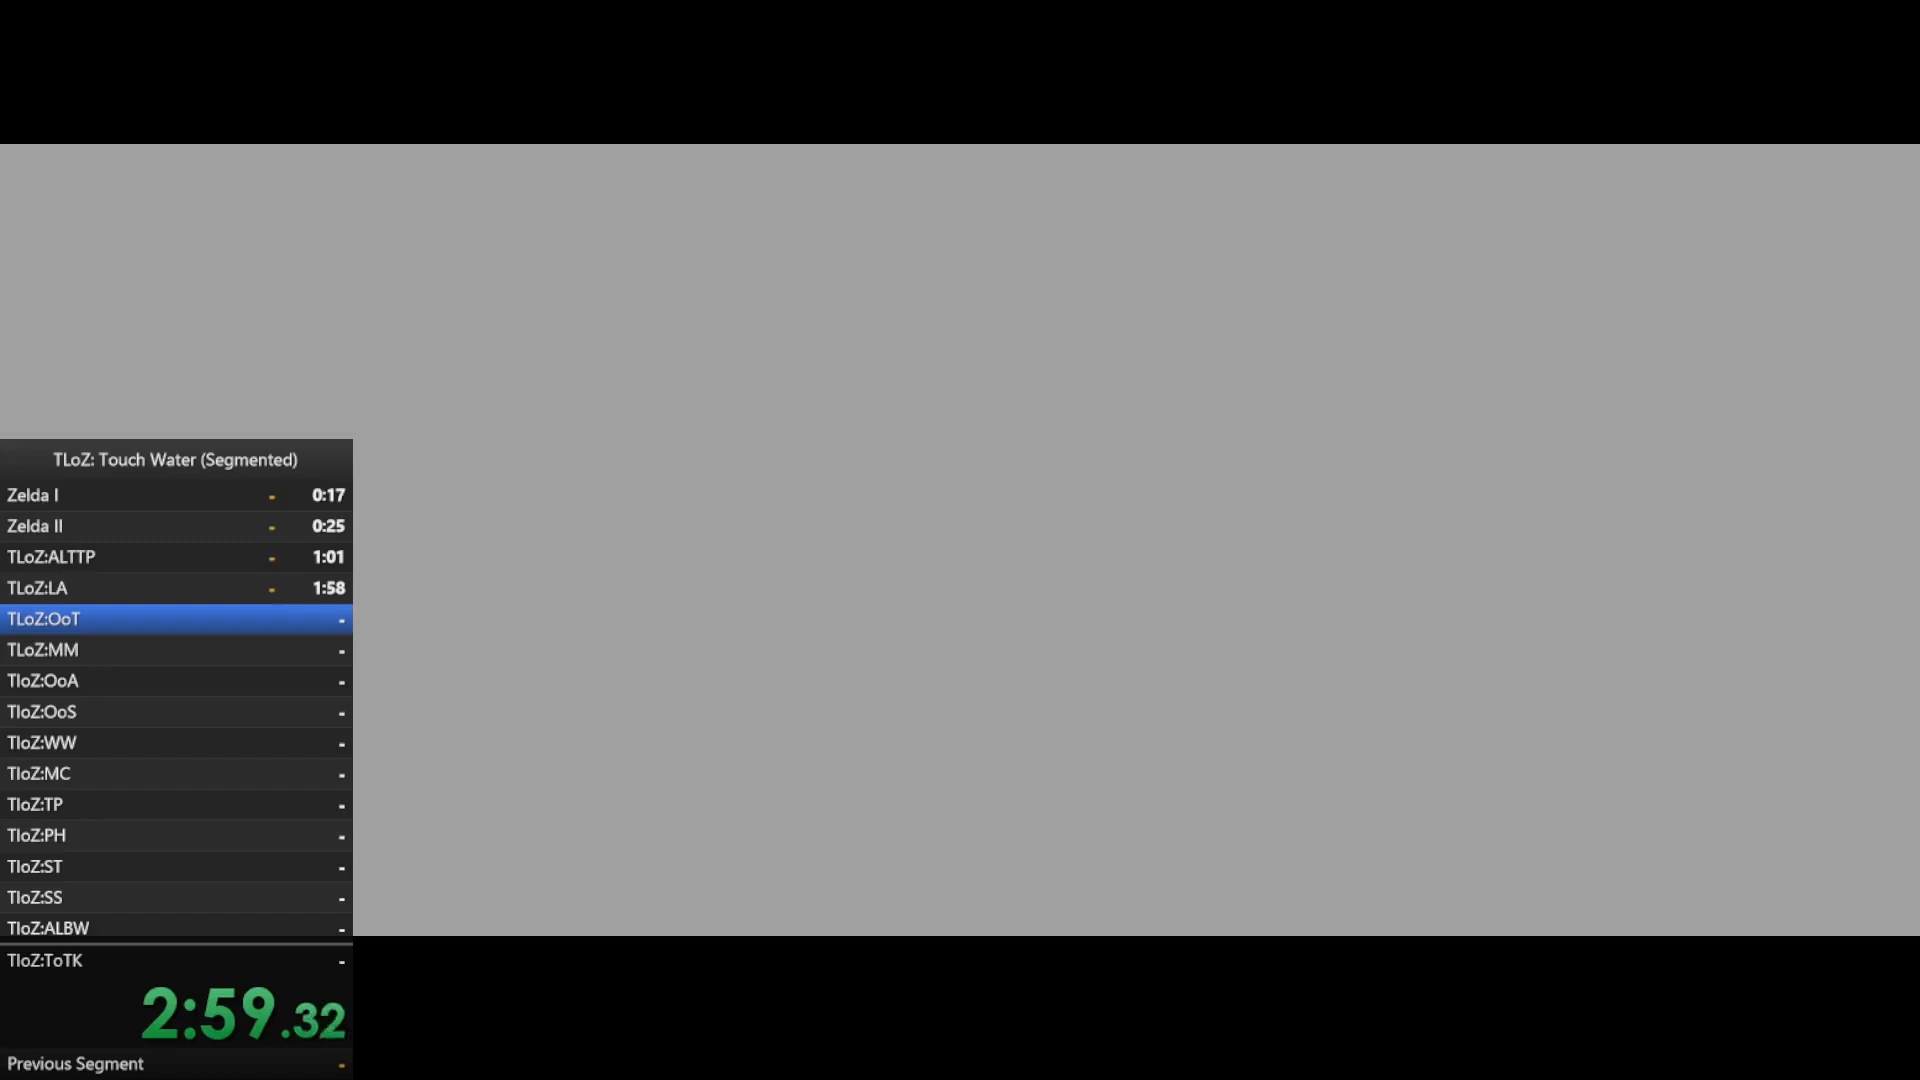 TLoZ: Touch Water (Segmented)
Zelda I - 0:17
Zelda II - 0:25
TLoZ:ALTTP - 1:01
TLoZ:LA - 1:58
TLoZ:OoT -
TLoZ:MM -
TloZ:OoA -
TloZ:OoS -
TloZ:WW -
TloZ:MC -
TloZ:TP -
TloZ:PH -
TloZ:ST -
TloZ:SS -
TloZ:ALBW -
TloZ:ToTK -
2:59.32
Previous Segment -